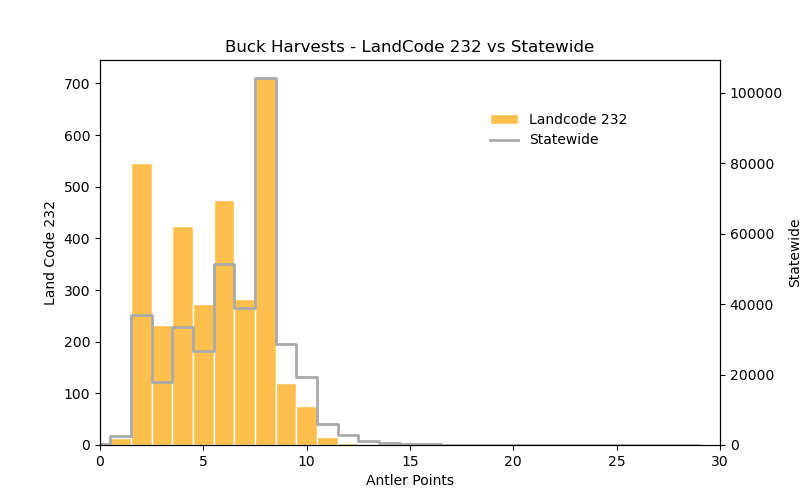 Buck Harvests - LandCode 232 vs Statewide
Land Code 232
700
600
500
400
300
200
100
0
Landcode 232
Statewide
100000
80000
60000
40000
20000
0
Statewide
0 5 10 15 20 25 30
Antler Points